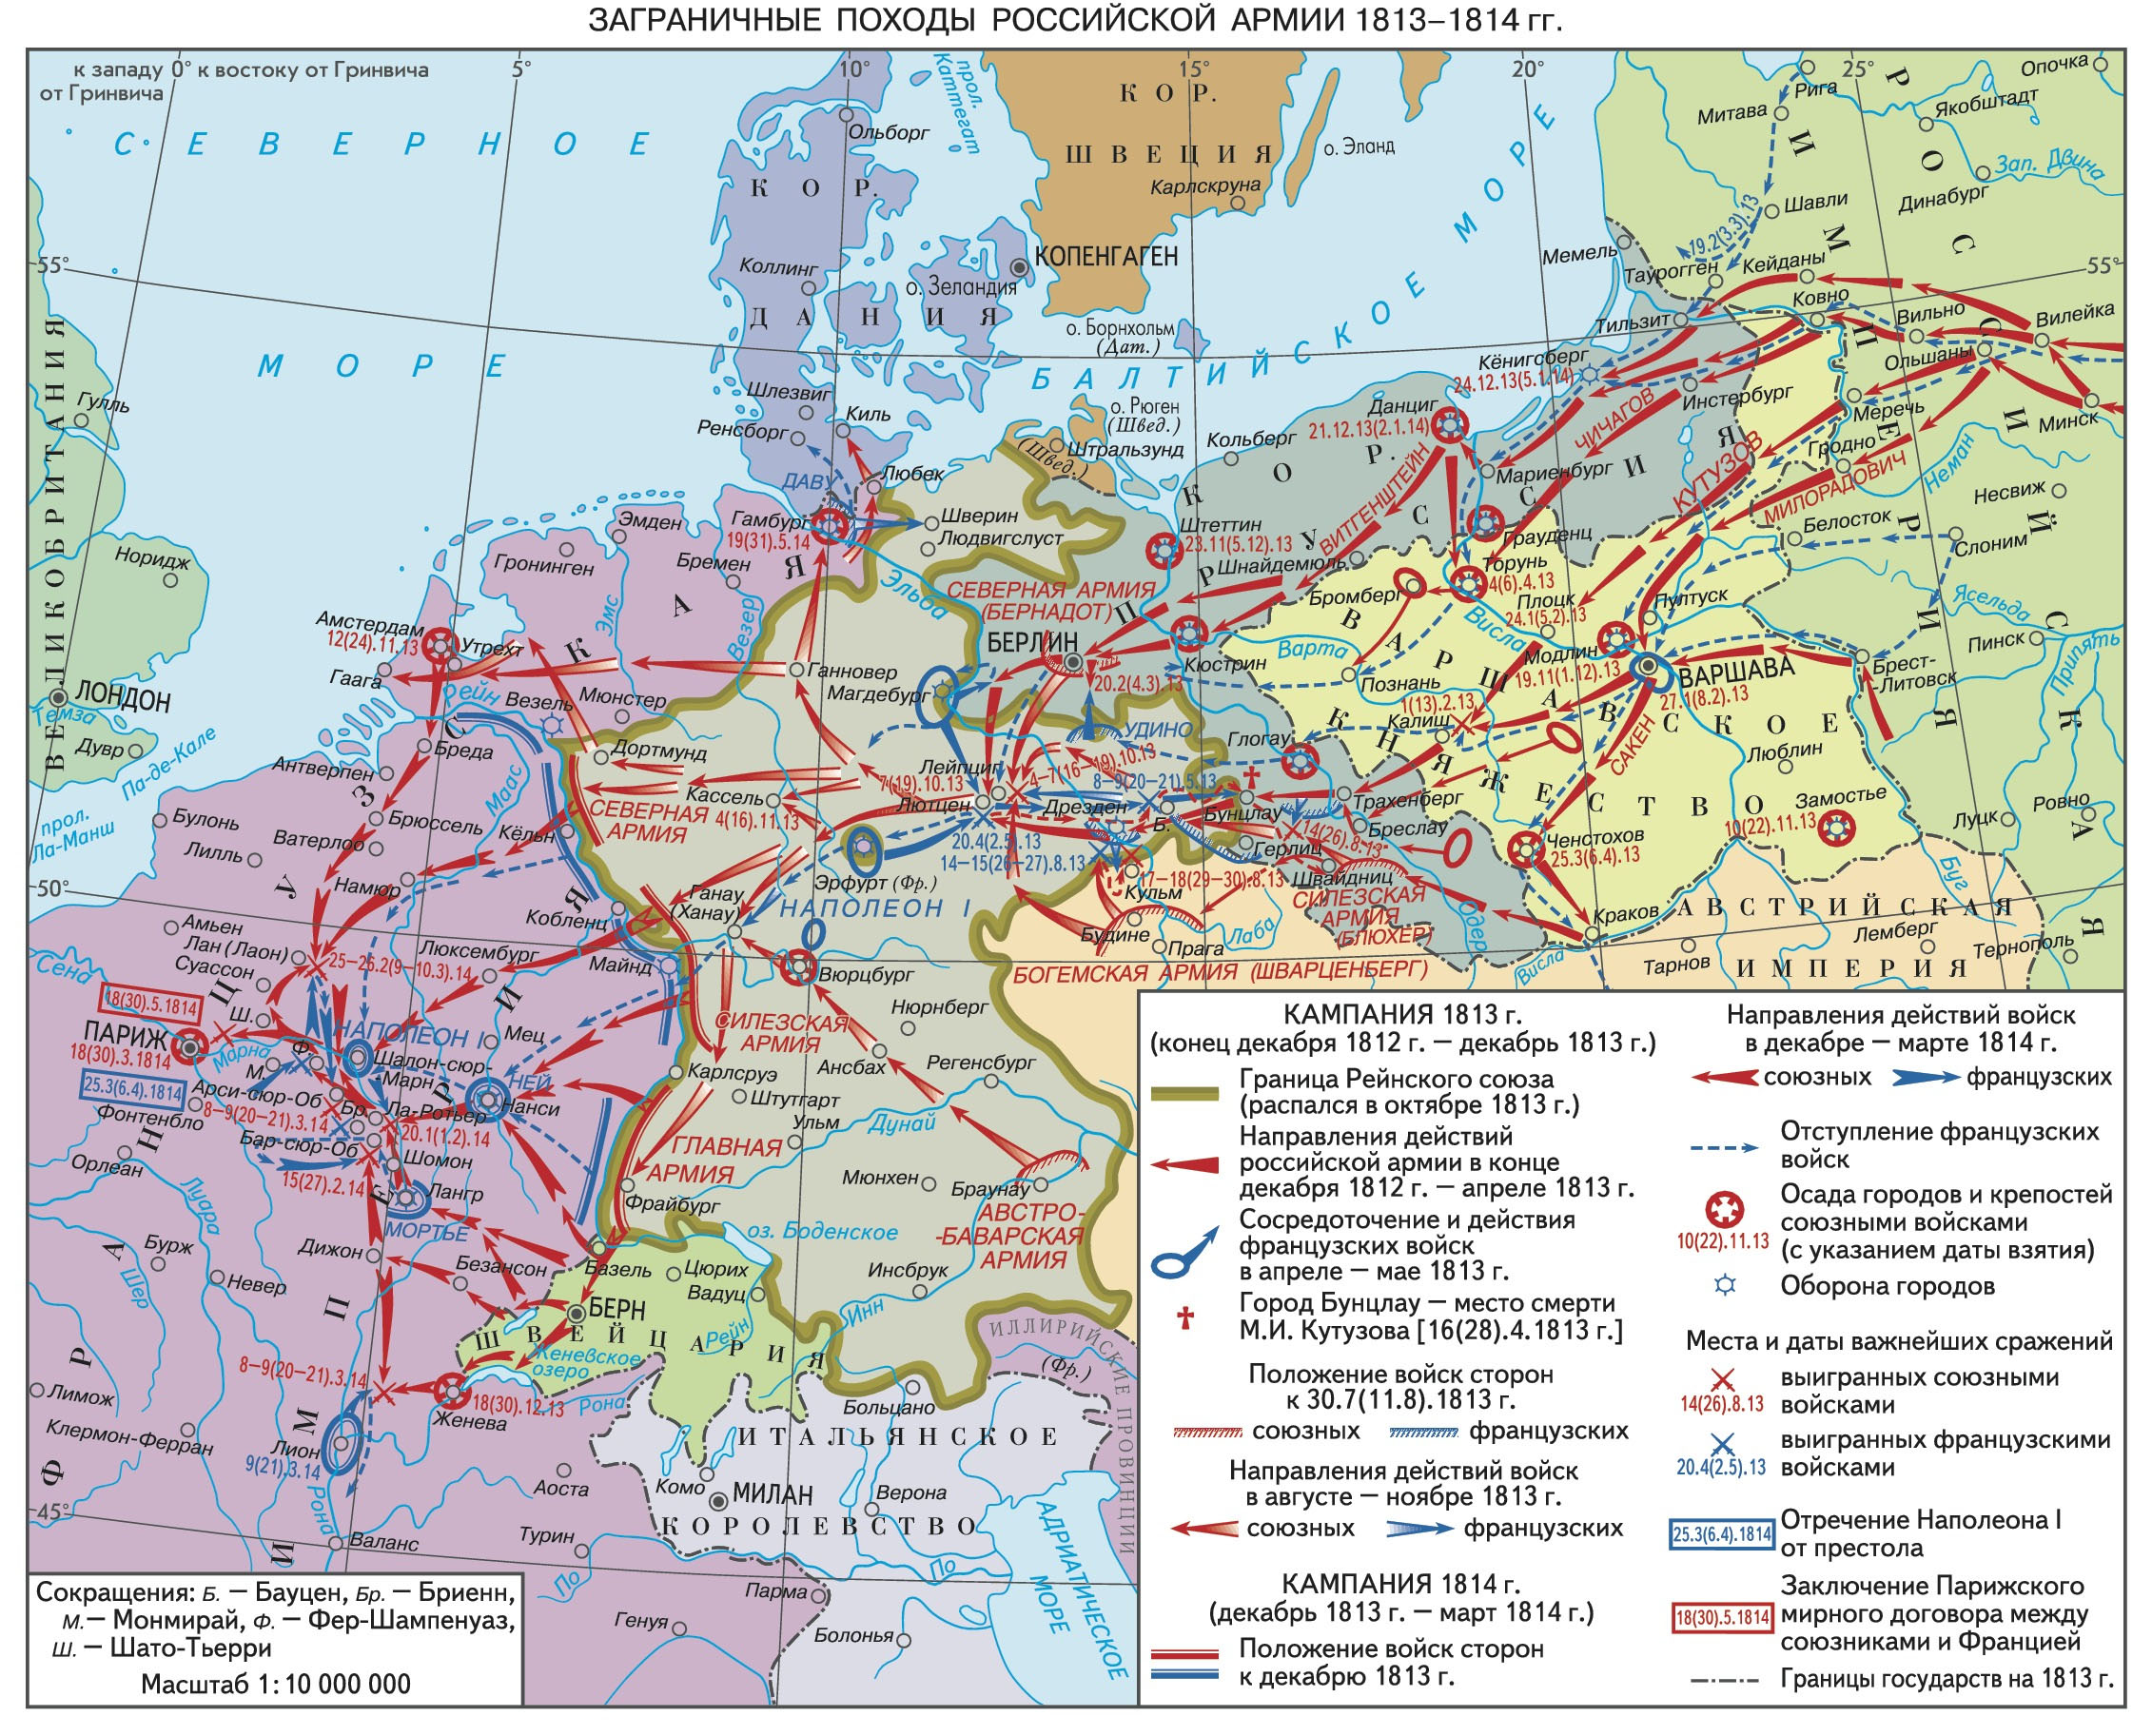 ЗАГРАНИЧНЫЕ ПОХОДЫ РОССИЙСКОЙ АРМИИ 1813–1814 гг.
к западу 0° к востоку от Гринвича
от Гринвича
5°
10°
15°
20°
25°
55°
55°
50°
45°
СЕВЕРНОЕ
МОРЕ
БАЛТИЙСКОЕ МОРЕ
прол. Каттегат
КОР.
ШВЕЦИЯ
Карлскруна
о. Эланд
КОР.
ДАНИЯ
Ольборг
Коллинг
о. Зеландия
КОПЕНГАГЕН
о. Борнхольм
(Дат.)
Шлезвиг
Ренсборг
Киль
ДАВУ
Любек
о. Рюген
(Швед.)
Штральзунд
(Швед.)
РОССИЙСКАЯ
ИМПЕРИЯ
Опочка
Рига
Митава
Якобштадт
Зап. Двина
Динабург
Шавли
19.2(3.3).13
Мемель
Таурогген
Кейданы
Ковно
Вильно
Вилейка
Ольшаны
Тильзит
Кёнигсберг
24.12.13(5.1.14)
Инстербург
Меречь
Минск
Гродно
Неман
Несвиж
Белосток
Слоним
Ясельда
Пинск
Припять
Брест-
-Литовск
Ровно
Луцк
Буг
ЧИЧАГОВ
КУТУЗОВ
МИЛОРАДОВИЧ
ВИТГЕНШТЕЙН
САКЕН
КОР. ПРУССИЯ
Данциг
21.12.13(2.1.14)
Кольберг
Мариенбург
Грауденц
Штеттин
23.11(5.12).13
Шнайдемюль
Торунь
4(6).4.13
Бромберг
Плоцк
24.1(5.2).13
Пултуск
Висла
Варта
Модлин
19.11(1.12).13
ВАРШАВА
27.1(8.2).13
ВАРШАВСКОЕ
КНЯЖЕСТВО
Познань
1(13).2.13
Калиш
Люблин
Замостье
10(22).11.13
Ченстохов
25.3(6.4).13
Краков
АВСТРИЙСКАЯ
ИМПЕРИЯ
Лемберг
Тернополь
Тарнов
Висла
Одер
СЕВЕРНАЯ АРМИЯ
(БЕРНАДОТ)
БЕРЛИН
20.2(4.3).13
Кюстрин
Магдебург
УДИНО
Глогау
Трахенберг
Бреслау
Бунцлау
Герлиц
14(26).8.13
Швайдниц
СИЛЕЗСКАЯ
АРМИЯ
(БЛЮХЕР)
Лейпциг
4–7(16–19).10.13
7(19).10.13
8–9(20–21).5.13
Лютцен
Дрезден
Б.
20.4(2.5).13
14–15(26–27).8.13
17–18(29–30).8.13
Кульм
Будине
Прага
Лаба
БОГЕМСКАЯ АРМИЯ (ШВАРЦЕНБЕРГ)
Гамбург
19(31).5.14
Шверин
Людвигслуст
Эльба
Эмден
Гронинген
Бремен
Эмс
Везер
Ганновер
Амстердам
12(24).11.13
Утрехт
Гаага
Рейн
Везель
Мюнстер
Бреда
Антверпен
Дортмунд
Маас
Кассель
4(16).11.13
СЕВЕРНАЯ
АРМИЯ
Брюссель
Ватерлоо
Кёльн
Намюр
Лилль
Булонь
Эрфурт (Фр.)
НАПОЛЕОН I
Ганау
(Ханау)
Кобленц
Майнц
Вюрцбург
Нюрнберг
Ансбах
Регенсбург
СИЛЕЗСКАЯ
АРМИЯ
Карлсруэ
Штутгарт
Ульм
Дунай
ГЛАВНАЯ
АРМИЯ
Мюнхен
Браунау
АВСТРО-
-БАВАРСКАЯ
АРМИЯ
Фрайбург
оз. Боденское
Базель
Цюрих
Вадуц
Инсбрук
Инн
БЕРН
ШВЕЙЦАРИЯ
Рейн
Женевское
озеро
18(30).12.13
Женева
Рона
ВЕЛИКОБРИТАНИЯ
Гулль
Норидж
ЛОНДОН
Темза
Дувр
Па-де-Кале
прол.
Ла-Манш
ФРАНЦУЗСКАЯ
ИМПЕРИЯ
Амьен
Лан (Лаон)
25–26.2(9–10.3).14
Суассон
Люксембург
Сена
18(30).5.1814
Ш.
ПАРИЖ
18(30).3.1814
Марна
НАПОЛЕОН I
Ф.
М.
Шалон-сюр-
-Марн
Мец
НЕЙ
Нанси
25.3(6.4).1814
Фонтенбло
Арси-сюр-Об
8–9(20–21).3.14
Бр.
Ла-Ротьер
20.1(1.2).14
Бар-сюр-Об
15(27).2.14
Шомон
Лангр
МОРТЬЕ
Орлеан
Луара
Бурж
Шер
Невер
Дижон
Безансон
8–9(20–21).3.14
Лимож
Клермон-Ферран
Лион
9(21).3.14
Рона
Валанс
Аоста
Турин
По
Генуя
Комо
МИЛАН
Верона
Больцано
ИТАЛЬЯНСКОЕ
КОРОЛЕВСТВО
По
Парма
Болонья
АДРИАТИЧЕСКОЕ
МОРЕ
ИЛЛИРИЙСКИЕ ПРОВИНЦИИ
(Фр.)
Сокращения: Б. — Бауцен, Бр. — Бриенн,
М.— Монмирай, Ф. — Фер-Шампенуаз,
Ш. — Шато-Тьерри
Масштаб 1 : 10 000 000
КАМПАНИЯ 1813 г.
(конец декабря 1812 г. — декабрь 1813 г.)
Граница Рейнского союза
(распался в октябре 1813 г.)
Направления действий
российской армии в конце
декабря 1812 г. — апреле 1813 г.
Сосредоточение и действия
французских войск
в апреле — мае 1813 г.
Город Бунцлау — место смерти
М.И. Кутузова [16(28).4.1813 г.]
Положение войск сторон
к 30.7(11.8).1813 г.
союзных французских
Направления действий войск
в августе — ноябре 1813 г.
союзных французских
КАМПАНИЯ 1814 г.
(декабрь 1813 г. — март 1814 г.)
Положение войск сторон
к декабрю 1813 г.
Направления действий войск
в декабре — марте 1814 г.
союзных французских
Отступление французских
войск
Осада городов и крепостей
союзными войсками
10(22).11.13 (с указанием даты взятия)
Оборона городов
Места и даты важнейших сражений
выигранных союзными
14(26).8.13 войсками
выигранных французскими
20.4(2.5).13 войсками
25.3(6.4).1814 Отречение Наполеона I
от престола
Заключение Парижского
18(30).5.1814 мирного договора между
союзниками и Францией
Границы государств на 1813 г.